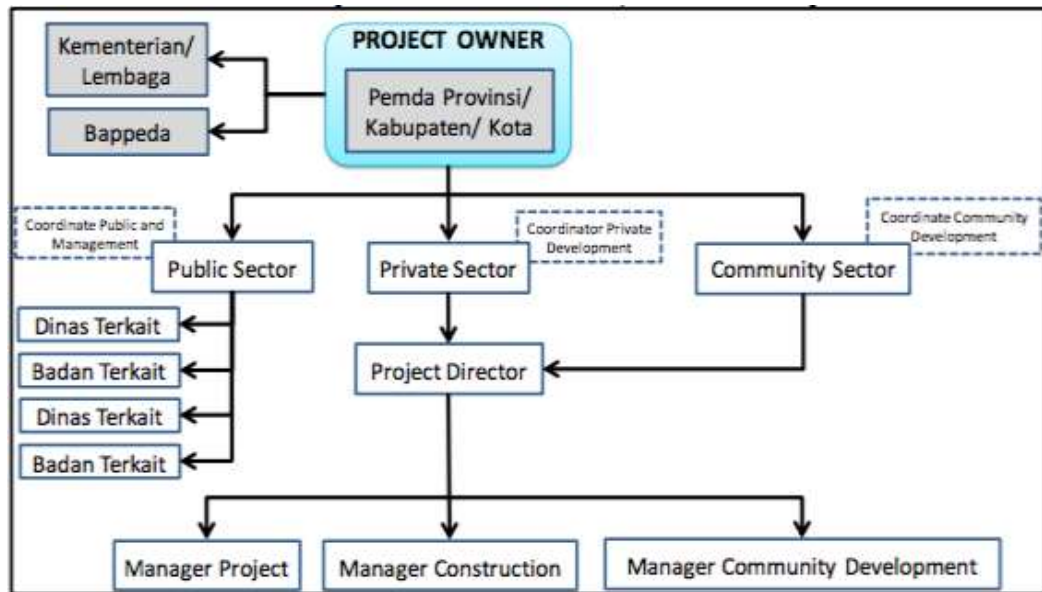 PROJECT OWNER
Kementerian/
Lembaga
Pemda Provinsi/
Kabupaten/ Kota
Bappeda
Coordinate Public and
Management
Public Sector
Coordinator Private
Development
Private Sector
Coordinate Community
Development
Community Sector
Dinas Terkait
Badan Terkait
Dinas Terkait
Badan Terkait
Project Director
Manager Project
Manager Construction
Manager Community Development